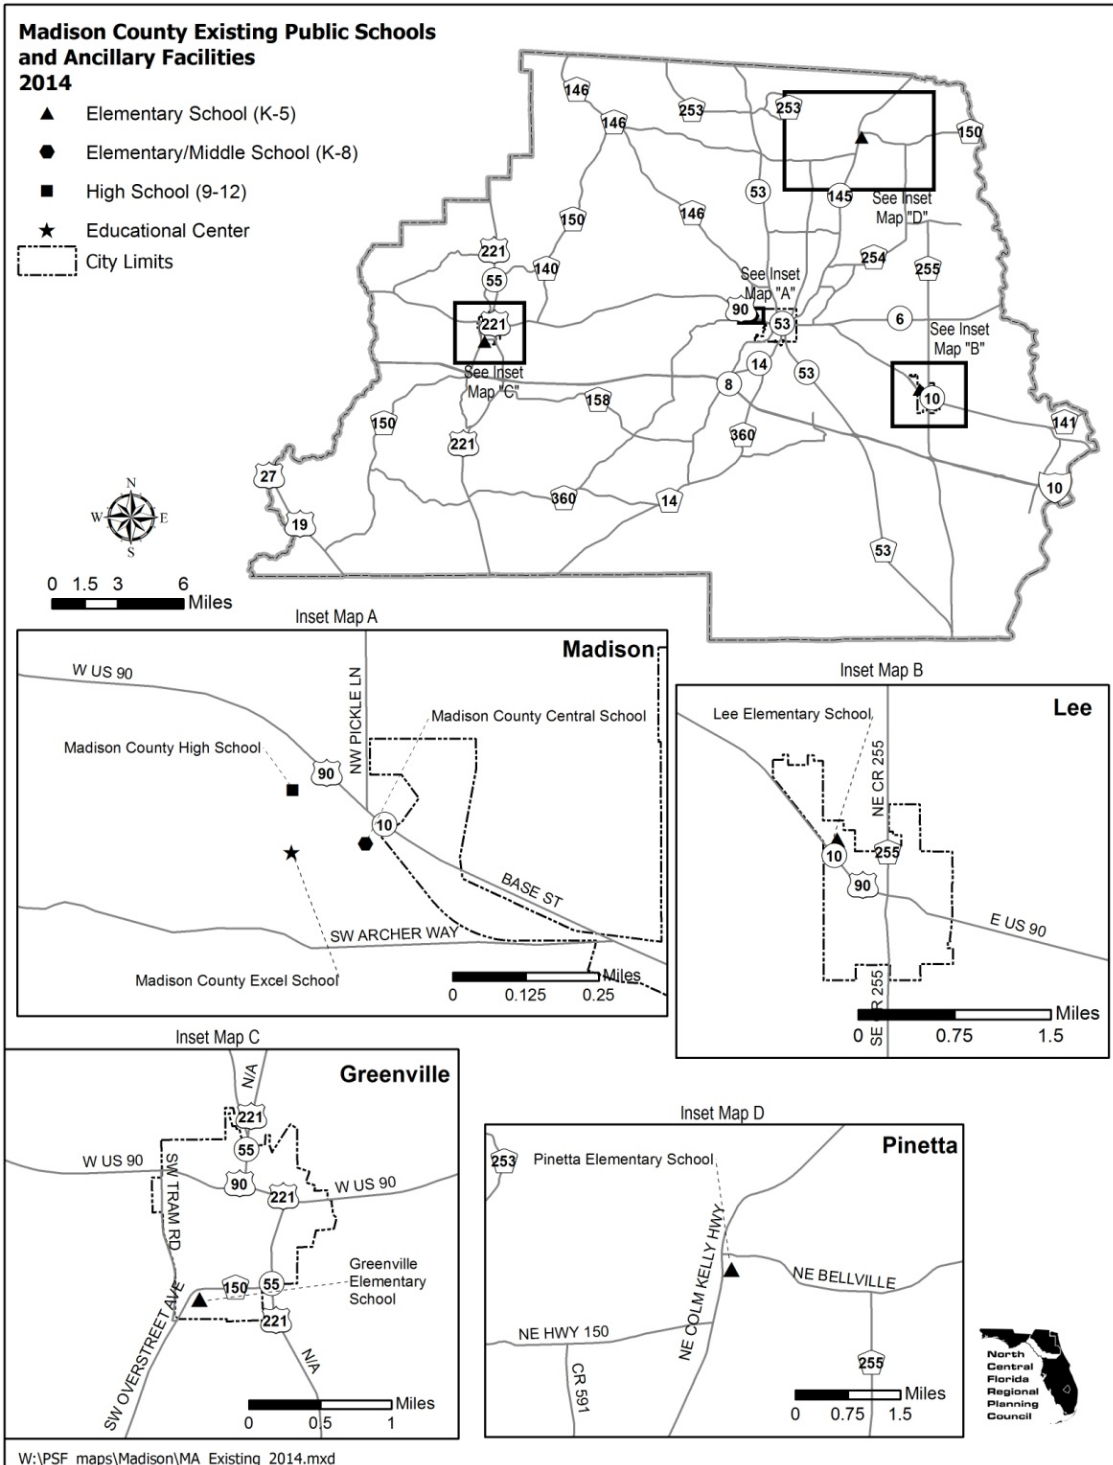 Madison County Existing Public Schools
and Ancillary Facilities
2014
Elementary School (K-5)
Elementary/Middle School (K-8)
High School (9-12)
Educational Center
City Limits
146
146
253
253
150
53
145
See Inset
Map "D"
150
146
221
55
140
254
255
See Inset
Map "A"
90
53
6
221
See Inset
Map "C"
See Inset
Map "B"
14
53
8
10
158
150
221
360
141
27
19
360
14
10
53
N
W
E
S
0 1.5 3 6
Miles
Inset Map A
Madison
W US 90
NW PICKLE LN
Madison County Central School
Madison County High School
90
10
BASE ST
SW ARCHER WAY
Madison County Excel School
Miles
0 0.125 0.25
Inset Map B
Lee
Lee Elementary School
NE CR 255
10
255
90
E US 90
SE CR 255
Miles
0 0.75 1.5
Inset Map C
Greenville
N/A
221
55
W US 90
SW TRAM RD
90
221
W US 90
Greenville
Elementary
School
150
55
221
SW OVERSTREET AVE
N/A
Miles
0 0.5 1
Inset Map D
Pinetta
253
Pinetta Elementary School
NE COLM KELLY HWY
NE BELLVILLE
NE HWY 150
CR 591
255
Miles
0 0.75 1.5
North
Central
Florida
Regional
Planning
Council
W:\PSF_maps\Madison\MA_Existing_2014.mxd